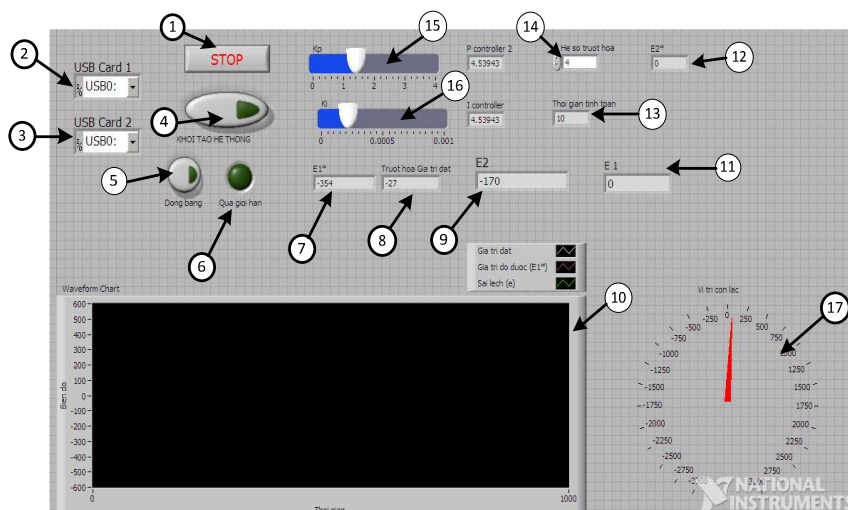 1
STOP
2
USB Card 1
USB0:
3
USB Card 2
USB0:
4
KHOI TAO HE THONG
5
Dong bang
6
Qua gioi han
15
Kp
0 1 2 3 4
16
Ki
0 0.0005 0.001
P controller 2
4.53943
I controller
4.53943
14
He so truot hoa
4
E2*
0
12
Thoi gian tinh toan
10
13
E1*
-354
7
Truot hoa Gia tri dat
-27
8
E2
-170
9
E 1
0
11
Gia tri dat
Gia tri do duoc (E1*)
Sai lech (e)
10
Waveform Chart
Bien do
600
500
400
300
200
100
0
-100
-200
-300
-400
-500
-600
0
1000
Thoi gian
Vi tri con lac
17
0
-250 250
-500 500
-750 750
-1000 1000
-1250 1250
-1500 1500
-1750 1750
-2000 2000
-2250 2250
-2500 2500
-2750 2750
NATIONAL
INSTRUMENTS